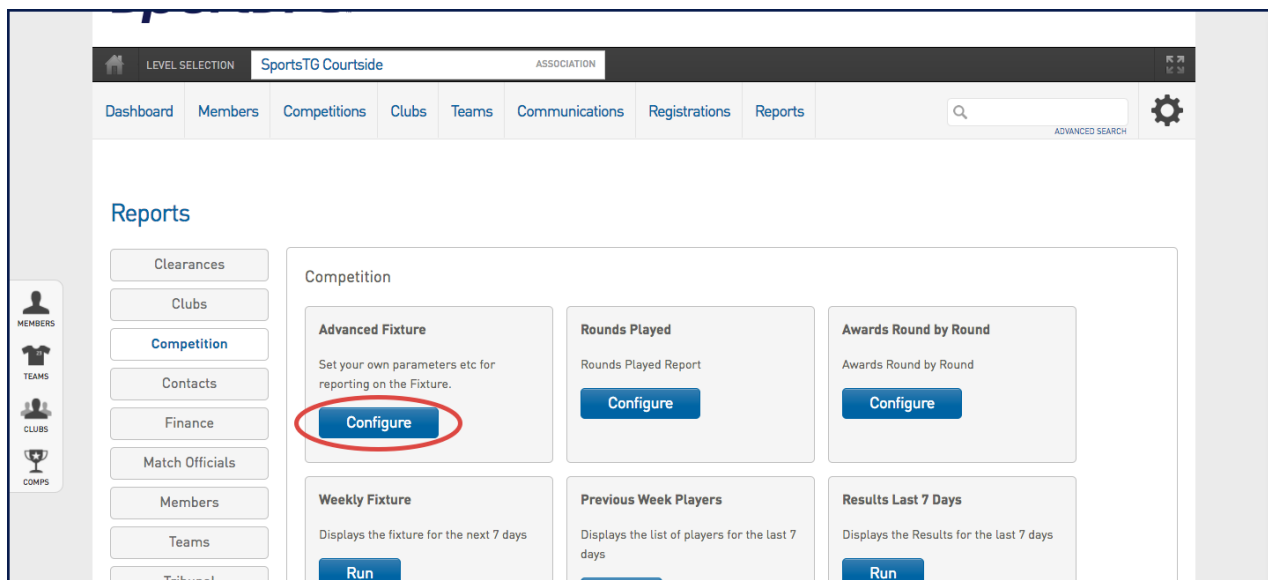 LEVEL SELECTION SportsTG Courtside ASSOCIATION
Dashboard Members Competitions Clubs Teams Communications Registrations Reports
ADVANCED SEARCH
Reports
MEMBERS
TEAMS
CLUBS
COMPS
Clearances
Clubs
Competition
Contacts
Finance
Match Officials
Members
Teams
Tribunal
Competition
Advanced Fixture
Set your own parameters etc for
reporting on the Fixture.
Configure
Rounds Played
Rounds Played Report
Configure
Awards Round by Round
Awards Round by Round
Configure
Weekly Fixture
Displays the fixture for the next 7 days
Run
Previous Week Players
Displays the list of players for the last 7
days
Results Last 7 Days
Displays the Results for the last 7 days
Run